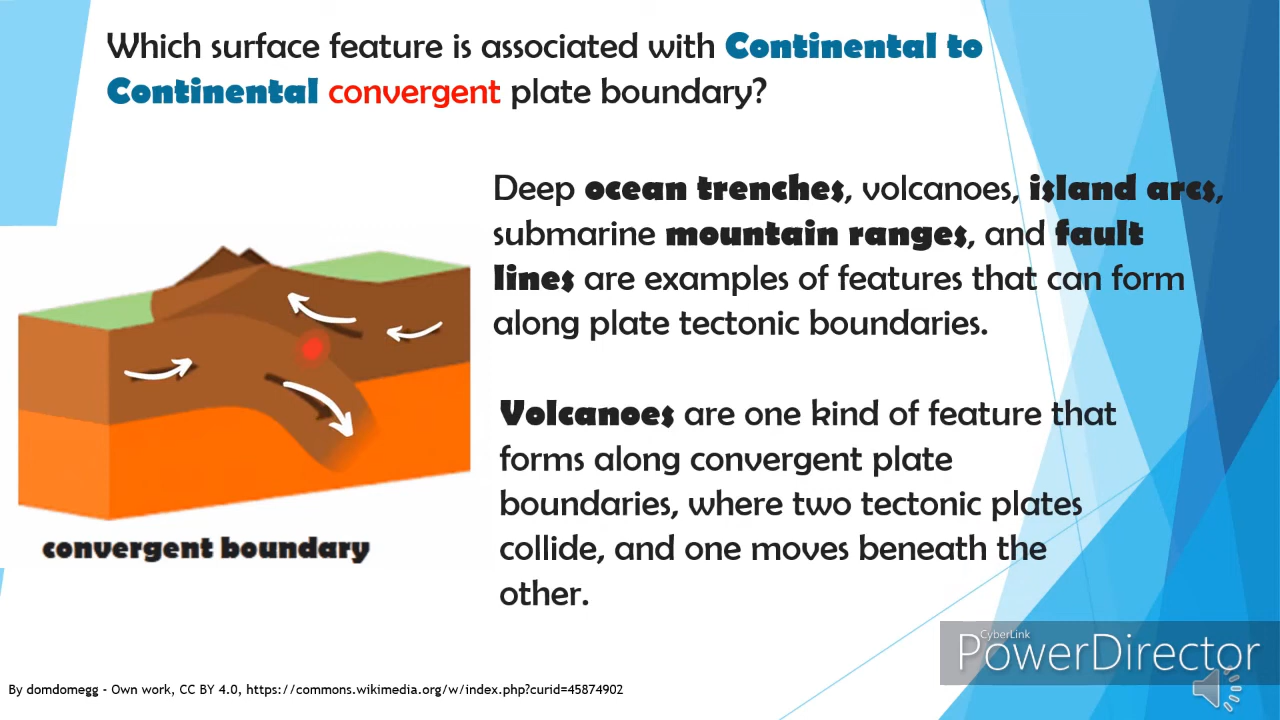 Which surface feature is associated with Continental to
Continental convergent plate boundary?
Deep ocean trenches, volcanoes, island arcs,
submarine mountain ranges, and fault
lines are examples of features that can form
along plate tectonic boundaries.
Volcanoes are one kind of feature that
forms along convergent plate
boundaries, where two tectonic plates
collide, and one moves beneath the
other.
convergent boundary
By domdomegg - Own work, CC BY 4.0, https://commons.wikimedia.org/w/index.php?curid=45874902
CyberLink
PowerDirector